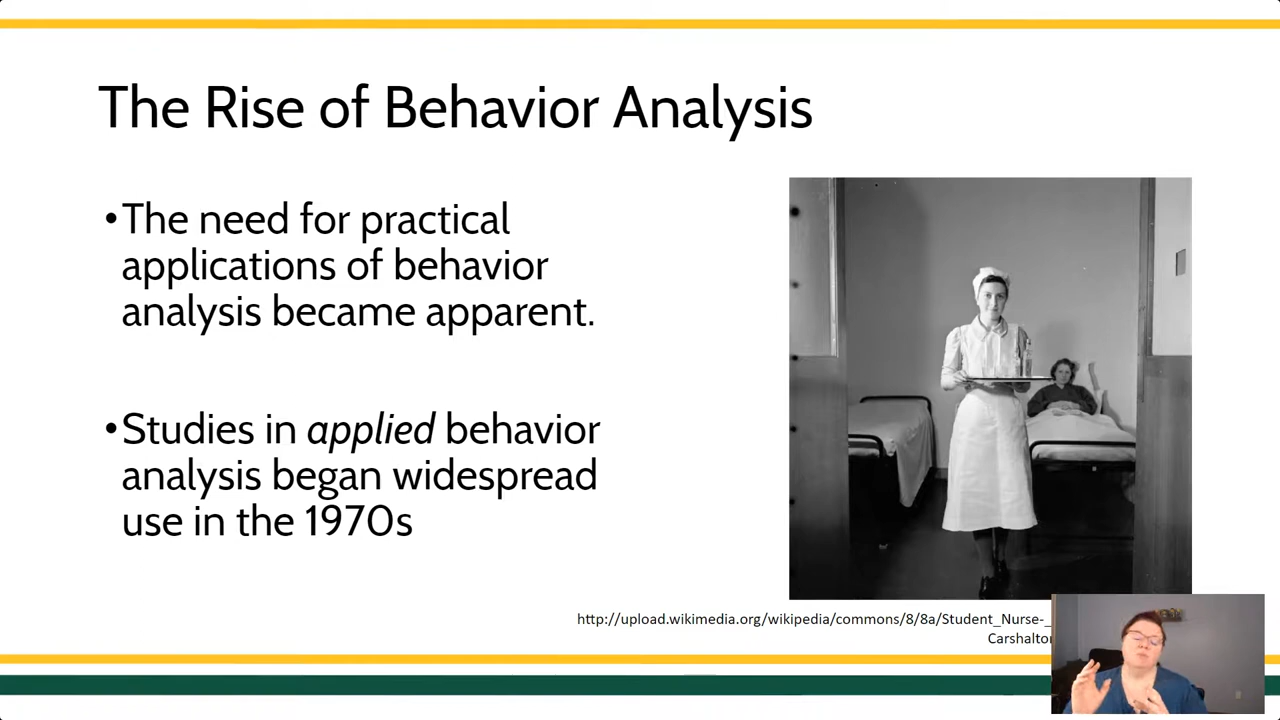 The Rise of Behavior Analysis
•The need for practical
applications of behavior
analysis became apparent.
•Studies in applied behavior
analysis began widespread
use in the 1970s
http://upload.wikimedia.org/wikipedia/commons/8/8a/Student_Nurse-_
Carshalton